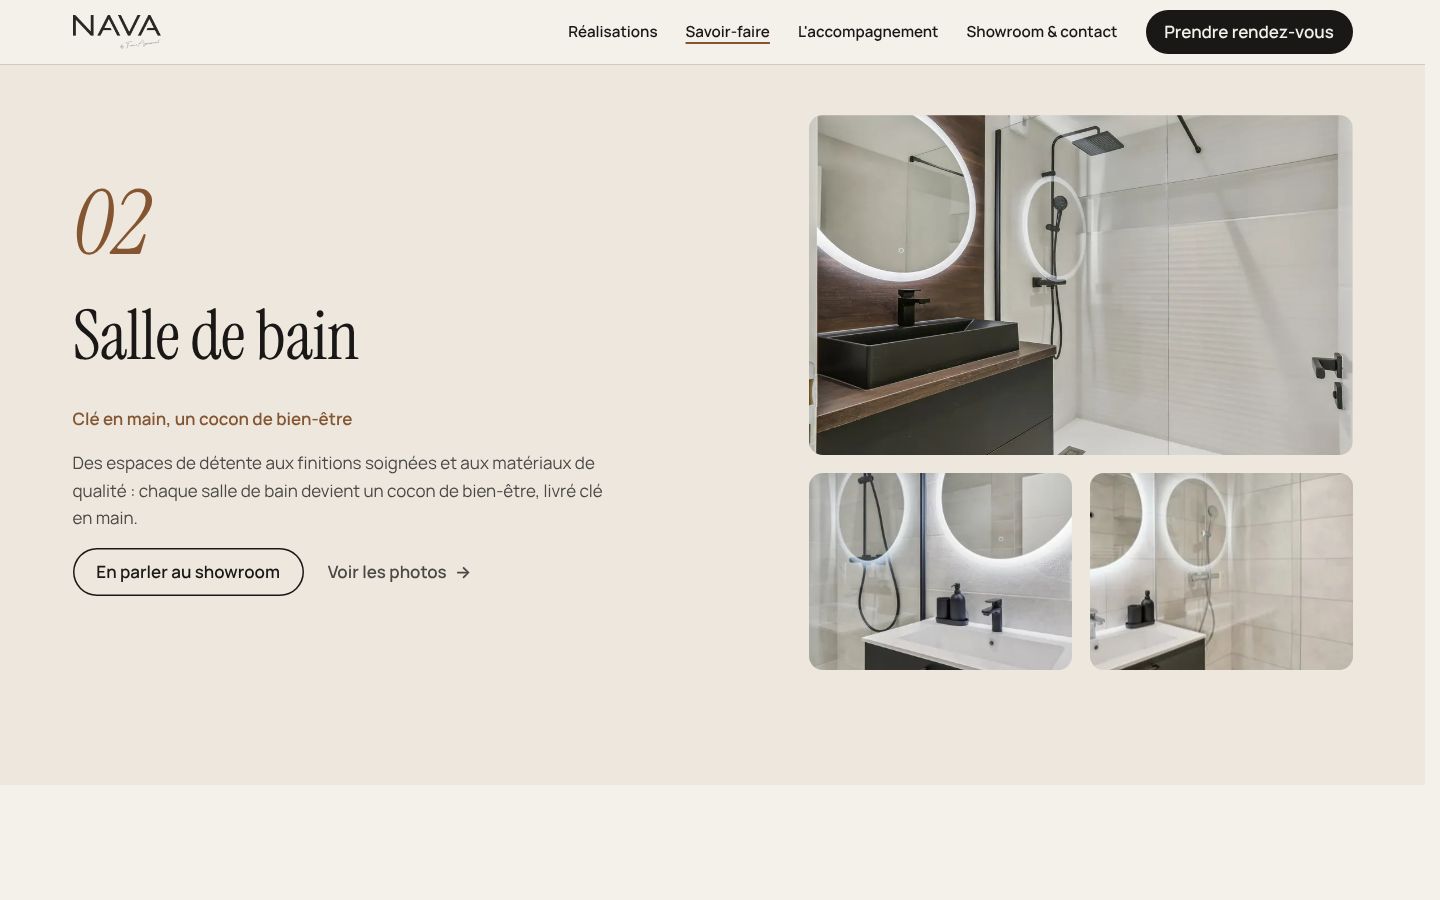 NAVA
Réalisations
Savoir-faire
L'accompagnement
Showroom & contact
Prendre rendez-vous
02
Salle de bain
Clé en main, un cocon de bien-être
Des espaces de détente aux finitions soignées et aux matériaux de
qualité : chaque salle de bain devient un cocon de bien-être, livré clé
en main.
En parler au showroom
Voir les photos →